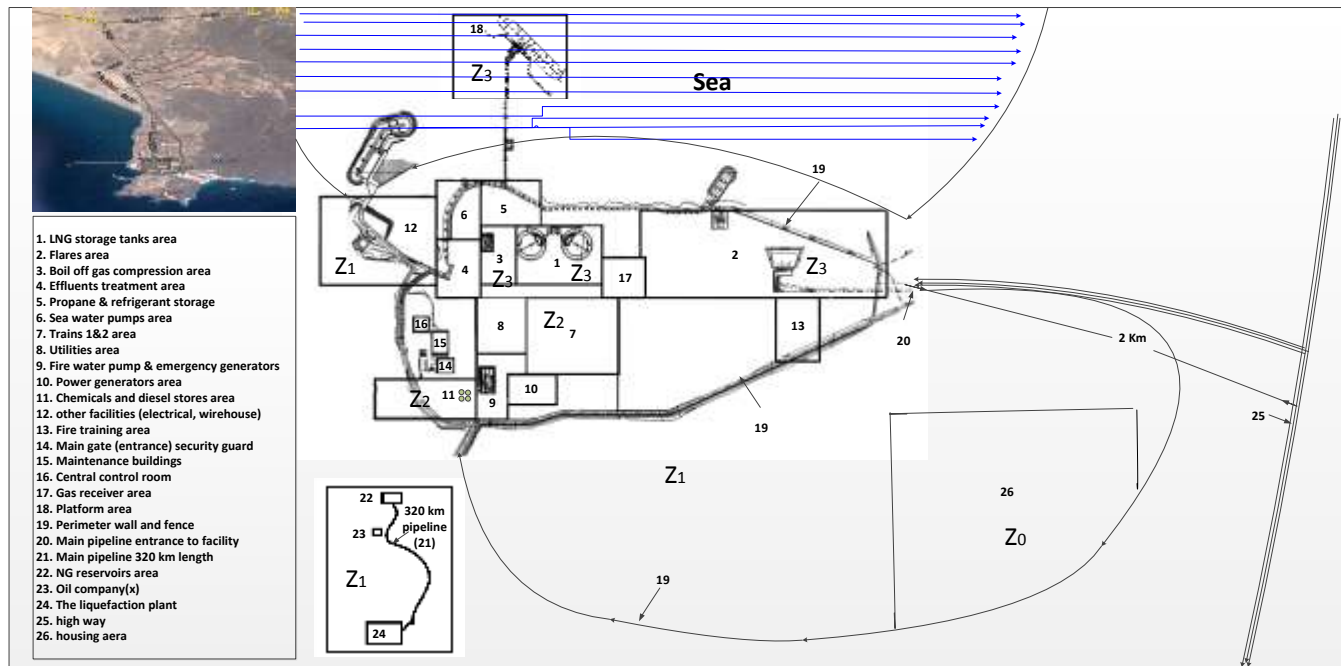 18
Z3
Sea
19
6
5
12
Z1
4
3
Z3
1
Z3
17
2
Z3
20
2 Km
16
15
14
8
Z2
7
13
Z2
11
9
10
19
25
Z1
26
Z0
19
22
320 km
pipeline
(21)
23
Z1
24
1. LNG storage tanks area
2. Flares area
3. Boil off gas compression area
4. Effluents treatment area
5. Propane & refrigerant storage
6. Sea water pumps area
7. Trains 1&2 area
8. Utilities area
9. Fire water pump & emergency generators
10. Power generators area
11. Chemicals and diesel stores area
12. other facilities (electrical, wirehouse)
13. Fire training area
14. Main gate (entrance) security guard
15. Maintenance buildings
16. Central control room
17. Gas receiver area
18. Platform area
19. Perimeter wall and fence
20. Main pipeline entrance to facility
21. Main pipeline 320 km length
22. NG reservoirs area
23. Oil company(x)
24. The liquefaction plant
25. high way
26. housing aera